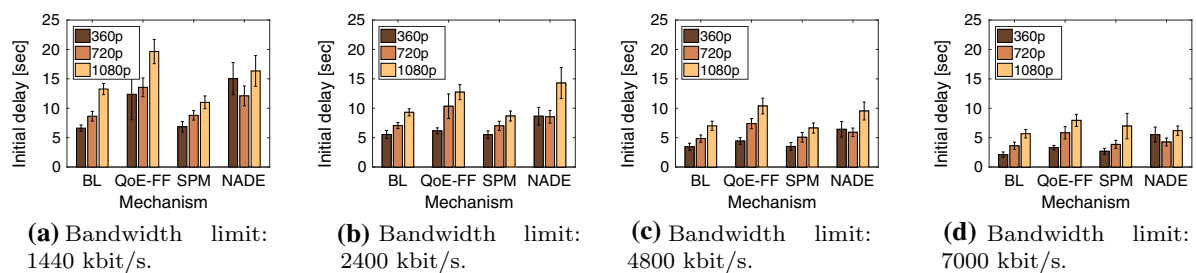 Initial delay [sec]
25
20
15
10
5
0
360p
720p
1080p
BL QoE-FF SPM NADE
Mechanism
(a) Bandwidth limit:
1440 kbit/s.
Initial delay [sec]
25
20
15
10
5
0
360p
720p
1080p
BL QoE-FF SPM NADE
Mechanism
(b) Bandwidth limit:
2400 kbit/s.
Initial delay [sec]
25
20
15
10
5
0
360p
720p
1080p
BL QoE-FF SPM NADE
Mechanism
(c) Bandwidth limit:
4800 kbit/s.
Initial delay [sec]
25
20
15
10
5
0
360p
720p
1080p
BL QoE-FF SPM NADE
Mechanism
(d) Bandwidth limit:
7000 kbit/s.